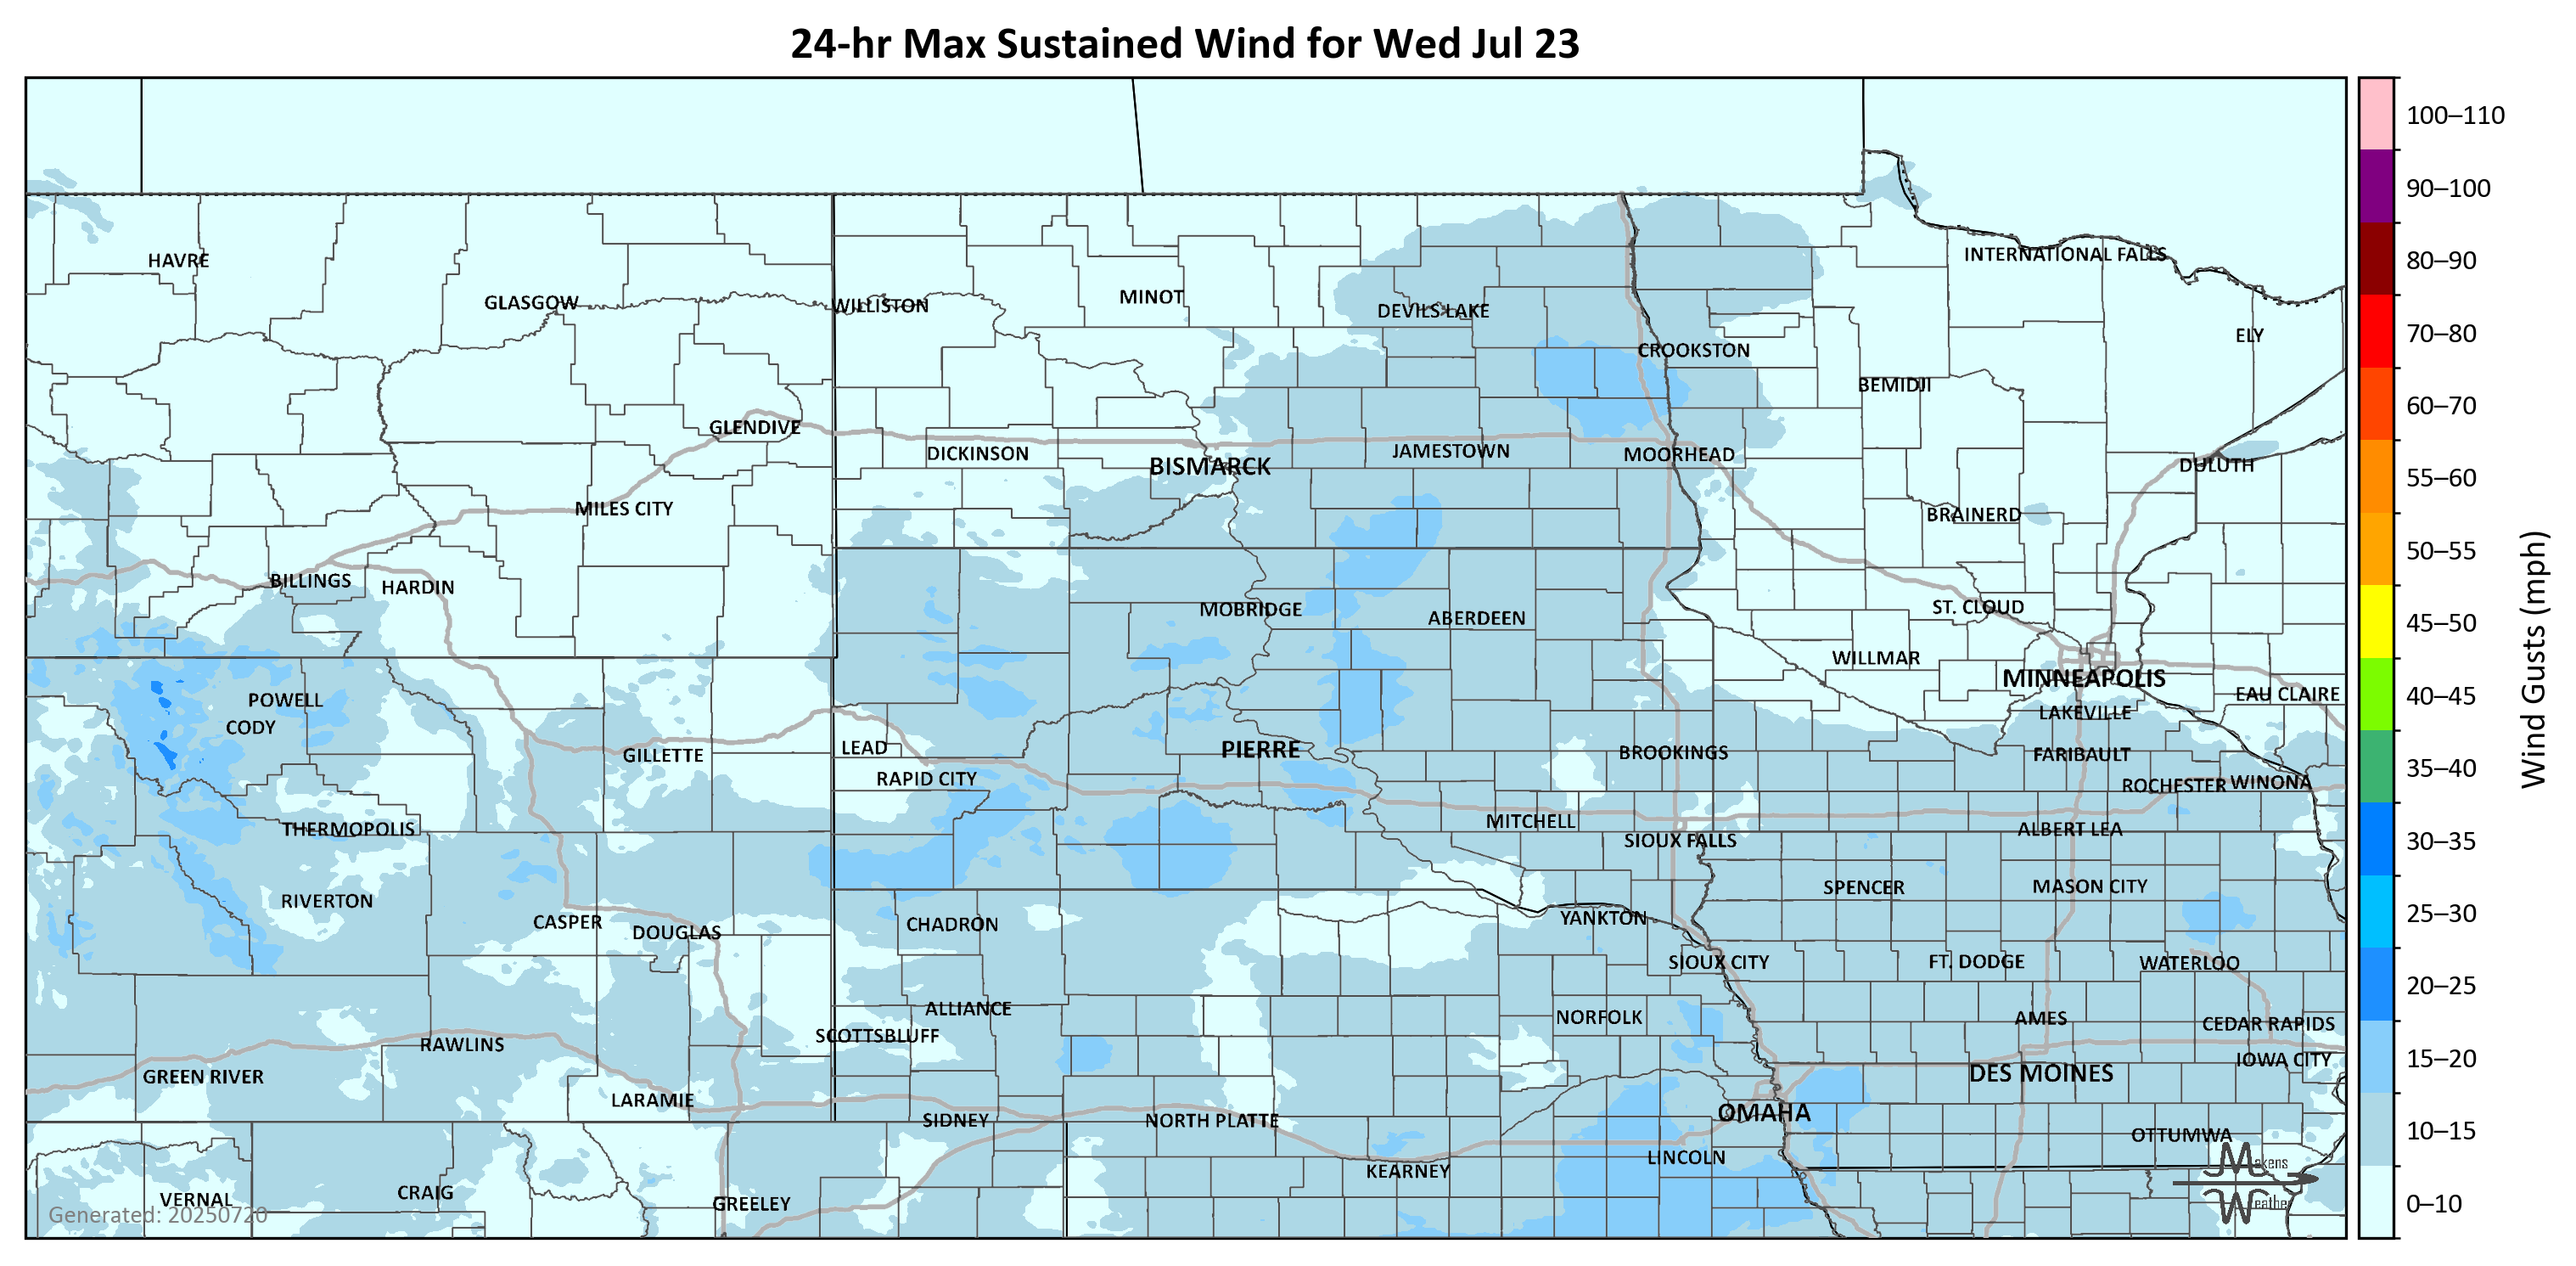 24-hr Max Sustained Wind for Wed Jul 23
100–110
90–100
80–90
70–80
60–70
55–60
50–55
45–50
40–45
35–40
30–35
25–30
20–25
15–20
10–15
0–10
Wind Gusts (mph)
HAVRE
INTERNATIONAL FALLS
GLASGOW
WILLISTON
MINOT
DEVILS LAKE
ELY
CROOKSTON
BEMIDJI
GLENDIVE
DICKINSON
BISMARCK
JAMESTOWN
MOORHEAD
DULUTH
MILES CITY
BRAINERD
BILLINGS
HARDIN
MOBRIDGE
ABERDEEN
ST. CLOUD
WILLMAR
MINNEAPOLIS
POWELL
EAU CLAIRE
CODY
LAKEVILLE
GILLETTE
LEAD
PIERRE
BROOKINGS
FARIBAULT
RAPID CITY
ROCHESTER
WINONA
THERMOPOLIS
MITCHELL
ALBERT LEA
SIOUX FALLS
RIVERTON
SPENCER
MASON CITY
CASPER
DOUGLAS
CHADRON
YANKTON
SIOUX CITY
FT. DODGE
WATERLOO
ALLIANCE
NORFOLK
AMES
CEDAR RAPIDS
SCOTTSBLUFF
RAWLINS
IOWA CITY
GREEN RIVER
DES MOINES
LARAMIE
SIDNEY
NORTH PLATTE
OMAHA
OTTUMWA
KEARNEY
LINCOLN
VERNAL
CRAIG
GREELEY
Makens
Weather
Generated: 20250720